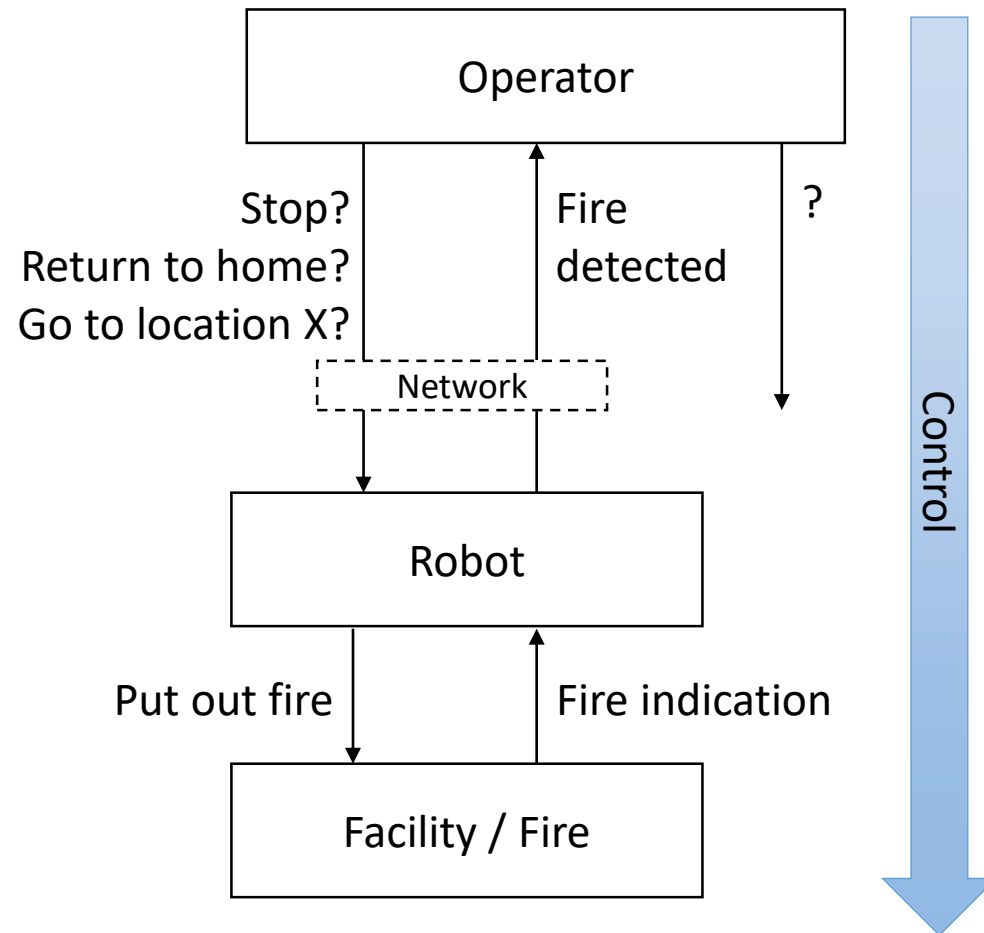 Operator
Stop?
Return to home?
Go to location X?
Fire
detected
?
Network
Control
Robot
Put out fire
Fire indication
Facility / Fire